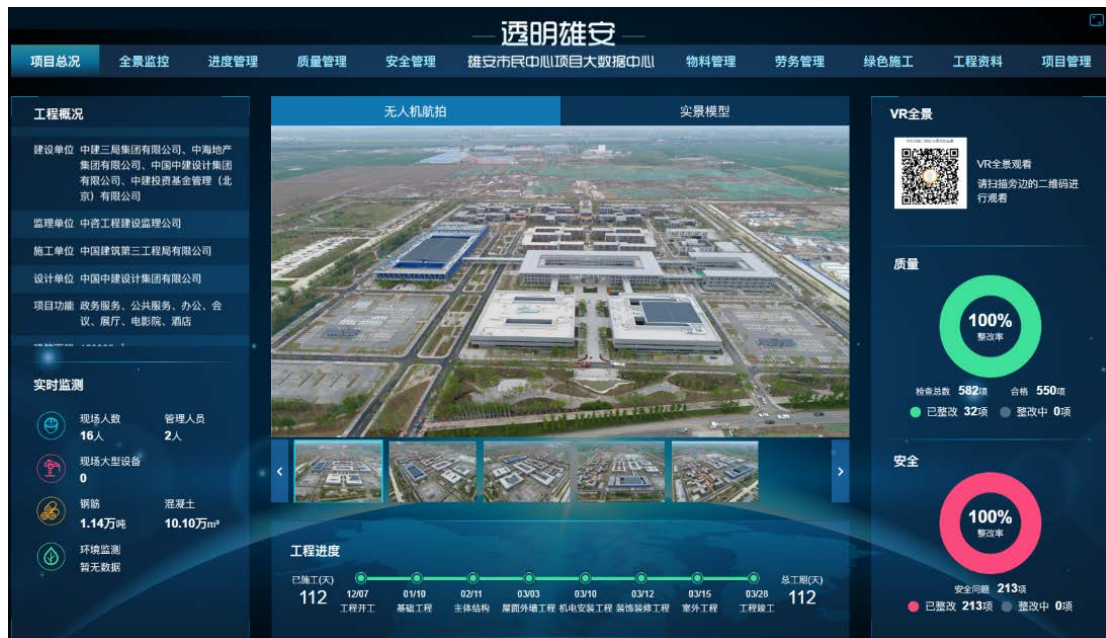 透明雄安
项目总况 全景监控 进度管理 质量管理 安全管理 雄安市民中心项目大数据中心 物料管理 劳务管理 绿色施工 工程资料 项目管理
工程概况
建设单位 中建三局集团有限公司、中海地产
集团有限公司、中国中建设计集团
有限公司、中建投资基金管理（北
京）有限公司
监理单位 中咨工程建设监理公司
施工单位 中国建筑第三工程局有限公司
设计单位 中国中建设计集团有限公司
项目功能 政务服务、公共服务、办公、会
议、展厅、电影院、酒店
实时监测
现场人数 管理人员
16人 2人
现场大型设备
0
钢筋 混凝土
1.14万吨 10.10万m³
环境监测
暂无数据
无人机航拍 实景模型
工程进度
已施工(天) 总工期(天)
112 12/07 01/10 02/11 03/03 03/10 03/12 03/15 03/28 112
工程开工 基础工程 主体结构 屋面外墙工程 机电安装工程 装饰装修工程 室外工程 工程竣工
VR全景
VR全景观看
请扫描旁边的二维码进
行观看
质量
100%
整改率
检查总数 582项 合格 550项
已整改 32项 整改中 0项
安全
100%
整改率
安全问题 213项
已整改 213项 整改中 0项